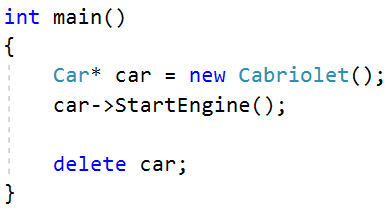 int main()
{
    Car* car = new Cabriolet();
    car->StartEngine();

    delete car;
}